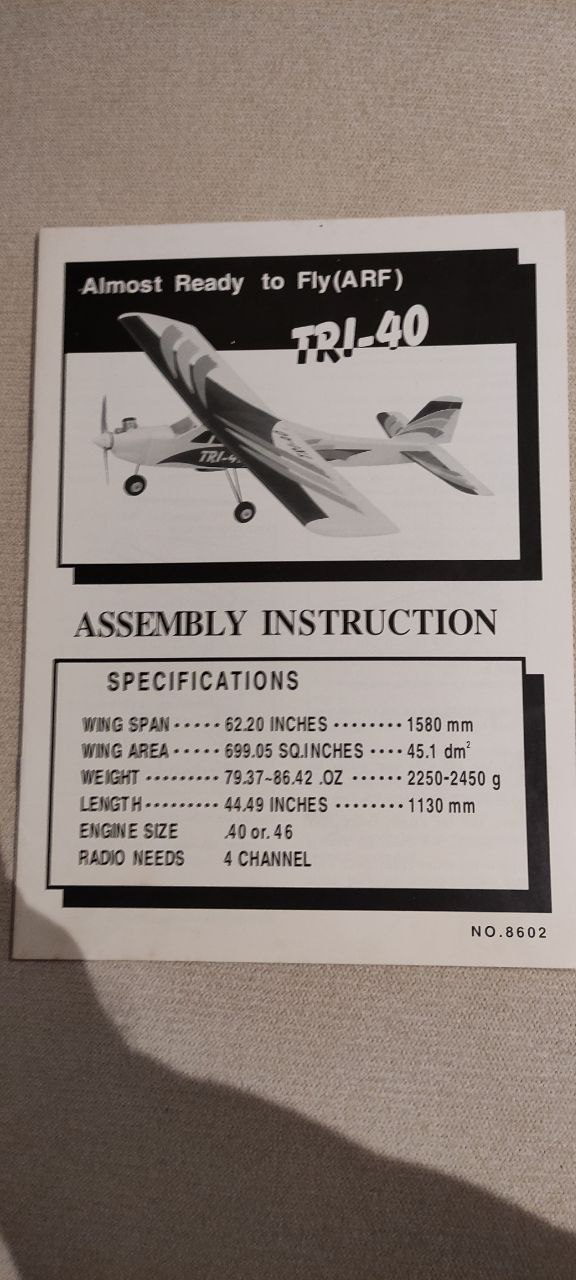 Almost Ready to Fly(ARF)
TRI-40
ASSEMBLY INSTRUCTION
SPECIFICATIONS
WING SPAN ····· 62.20 INCHES ········ 1580 mm
WING AREA ····· 699.05 SQ.INCHES ···· 45.1 dm²
WEIGHT ········· 79.37~86.42 .OZ ······ 2250-2450 g
LENGTH ········· 44.49 INCHES ········ 1130 mm
ENGINE SIZE .40 or. 46
RADIO NEEDS 4 CHANNEL
NO.8602